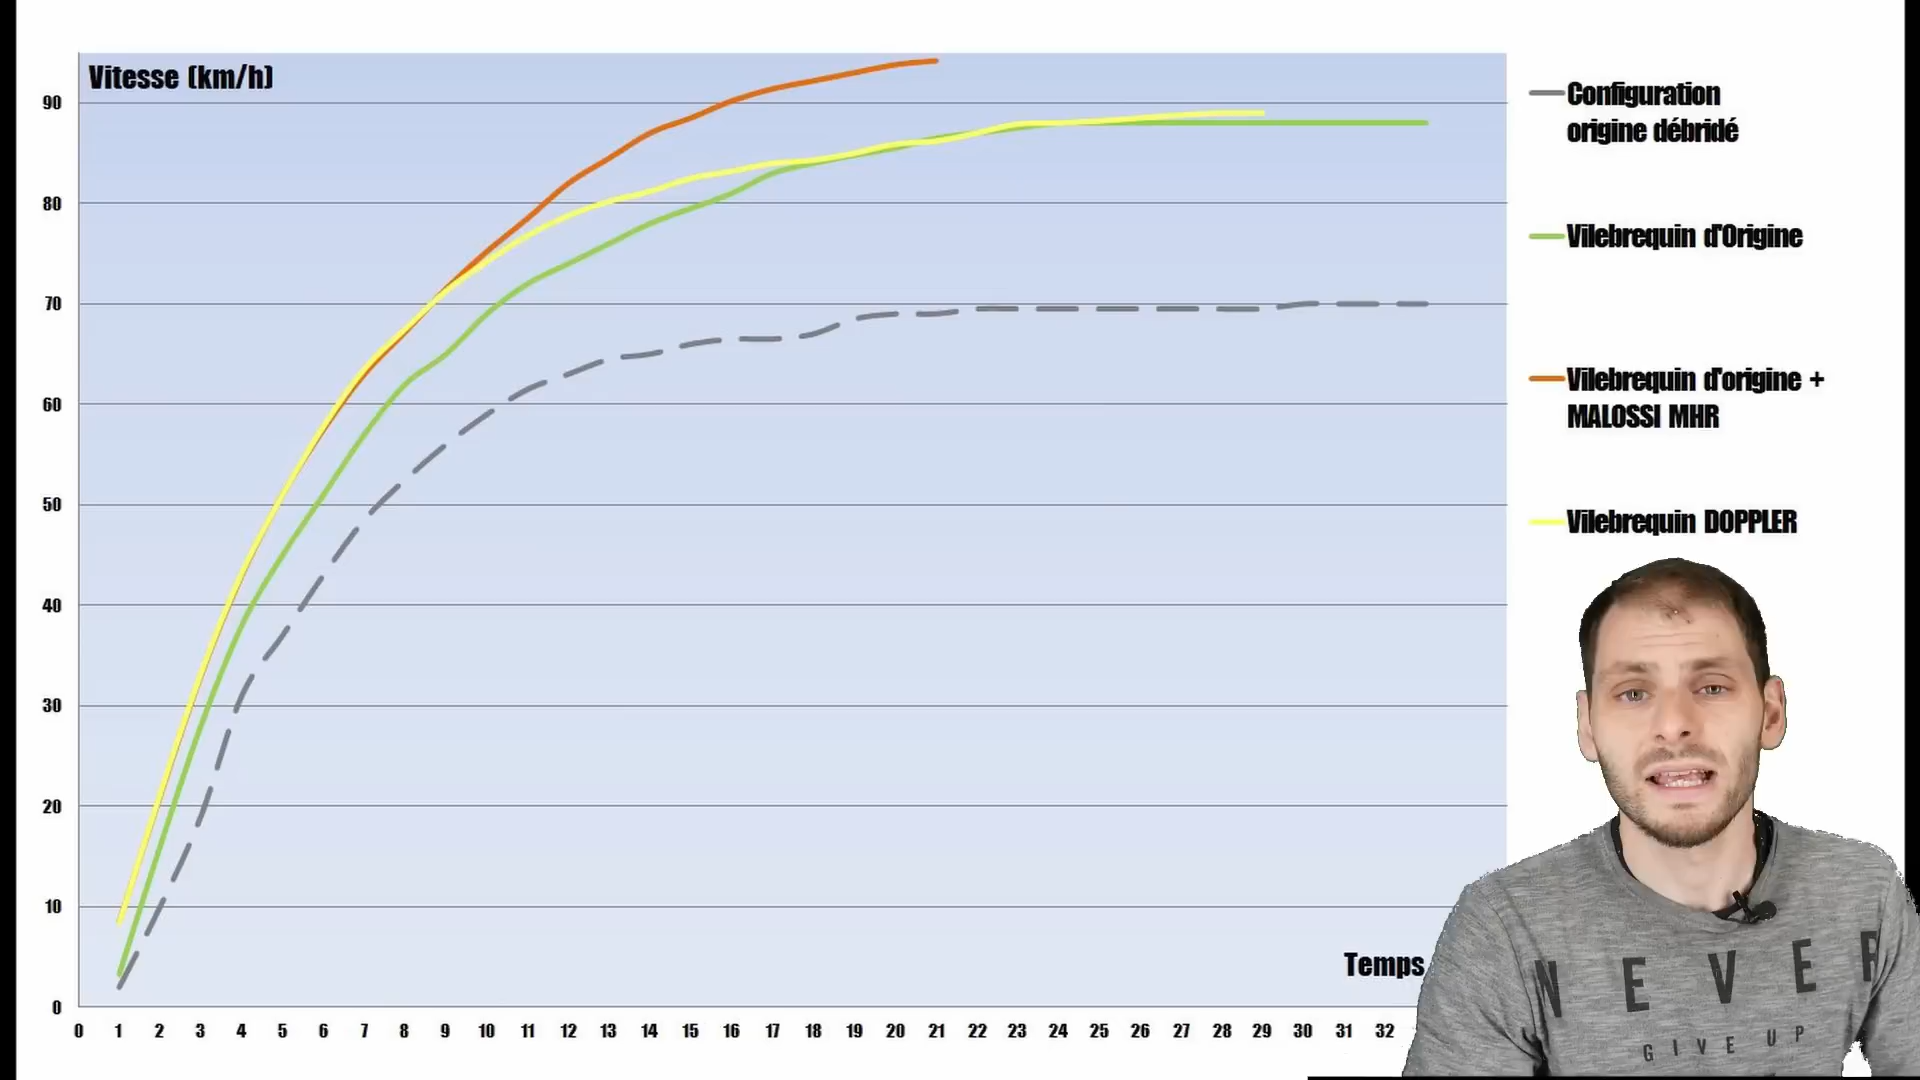 Vitesse (km/h)
90
80
70
60
50
40
30
20
10
0
0 1 2 3 4 5 6 7 8 9 10 11 12 13 14 15 16 17 18 19 20 21 22 23 24 25 26 27 28 29 30 31 32
Temps
Configuration
origine débridé
Vilebrequin d'Origine
Vilebrequin d'origine +
MALOSSI MHR
Vilebrequin DOPPLER
NEVER
GIVE UP